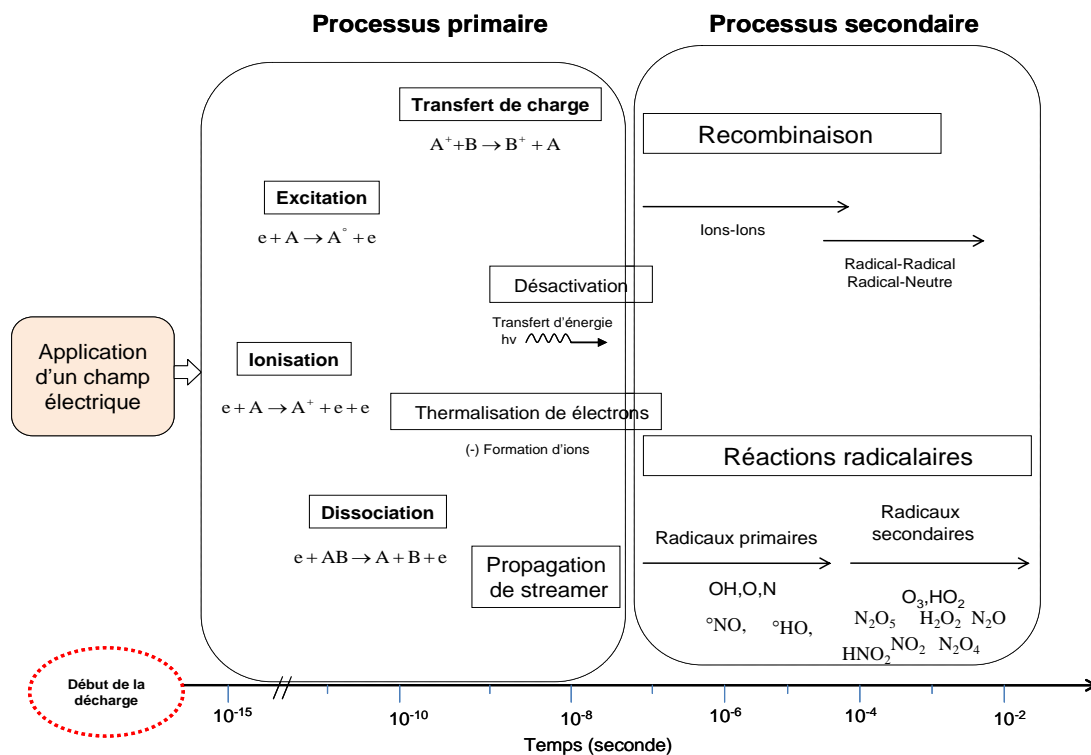 Processus primaire
Processus secondaire
Transfert de charge
A⁺+B → B⁺ + A
Excitation
e + A → A° + e
Désactivation
Transfert d'énergie
hv
Application
d'un champ
électrique
Ionisation
e + A → A⁺ + e + e
Thermalisation de électrons
(-) Formation d'ions
Dissociation
e + AB → A + B + e
Propagation
de streamer
Recombinaison
Ions-Ions
Radical-Radical
Radical-Neutre
Réactions radicalaires
Radicaux primaires
OH,O,N
°NO, °HO,
Radicaux
secondaires
O₃,HO₂
N₂O₅ H₂O₂ N₂O
HNO₂ NO₂ N₂O₄
Début de la
décharge
10⁻¹⁵ 10⁻¹⁰ 10⁻⁸ 10⁻⁶ 10⁻⁴ 10⁻²
Temps (seconde)